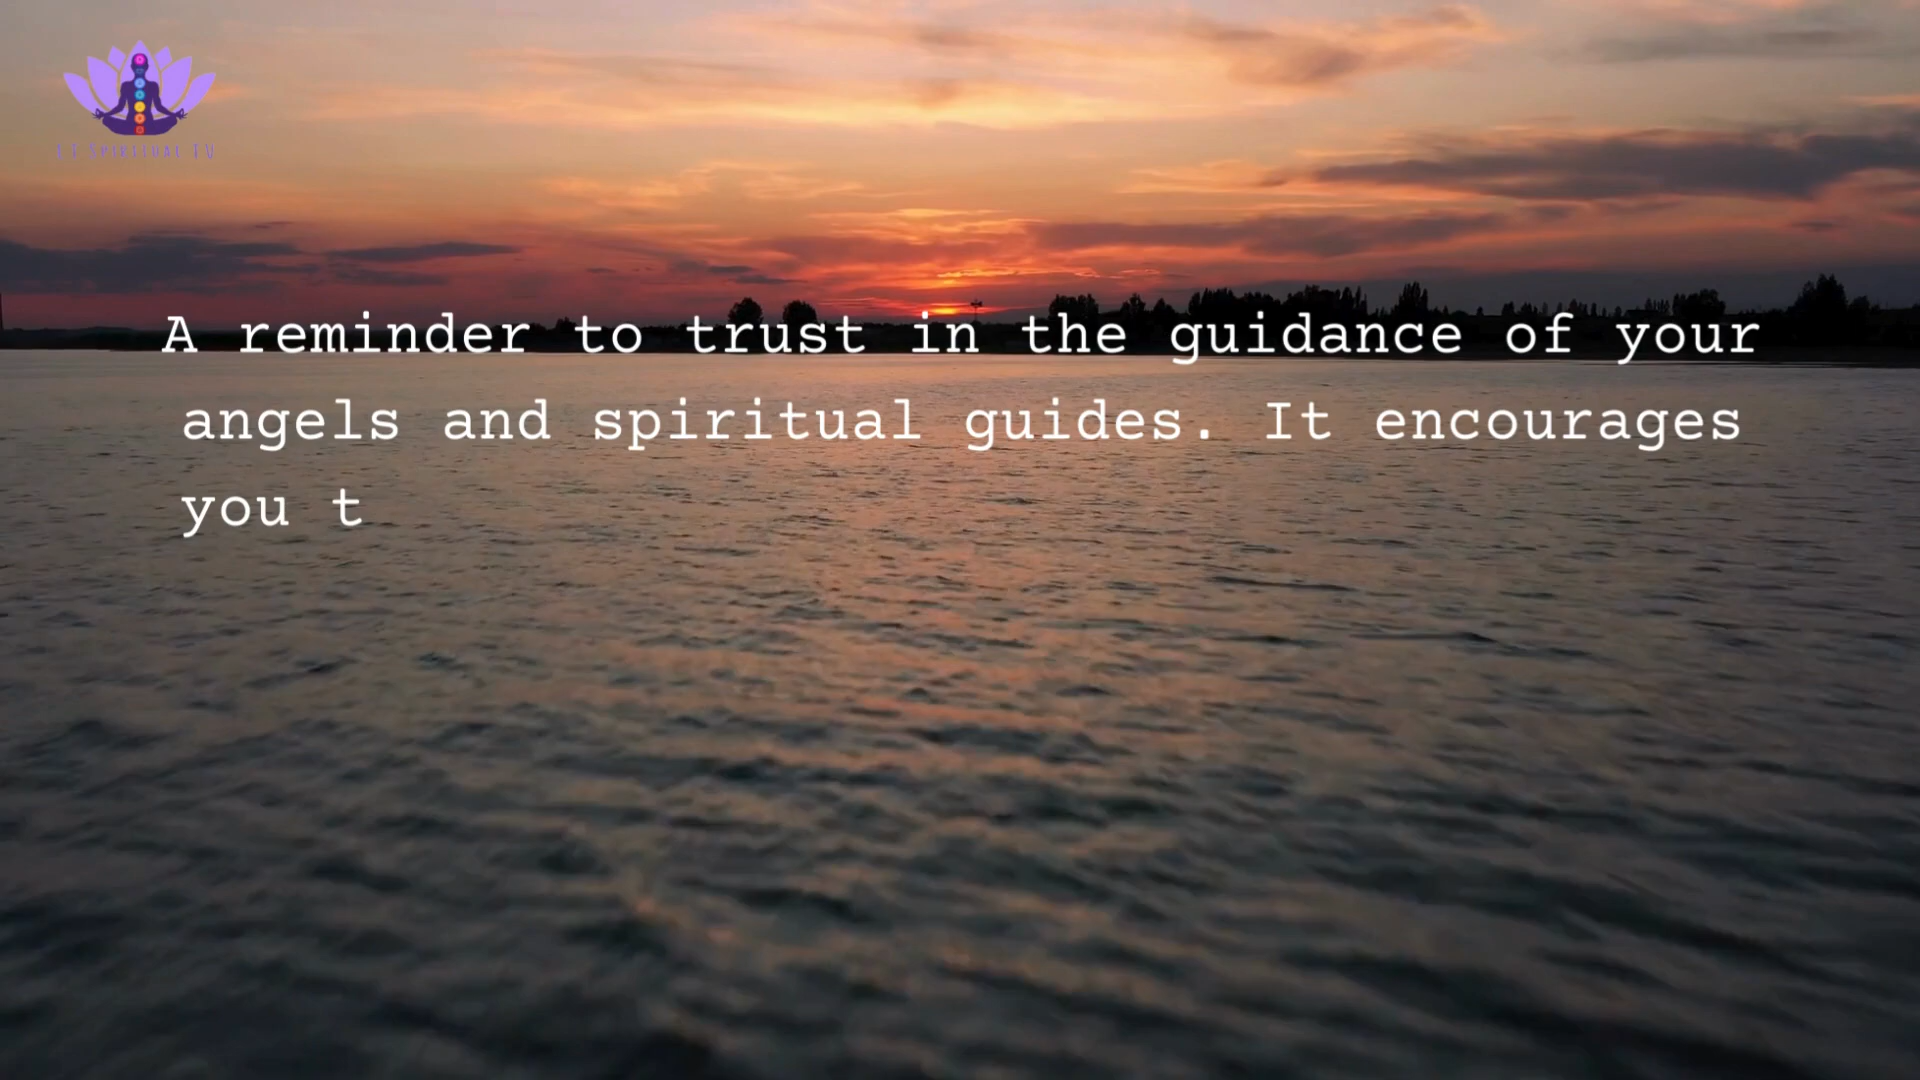 A reminder to trust in the guidance of your
angels and spiritual guides. It encourages
you t